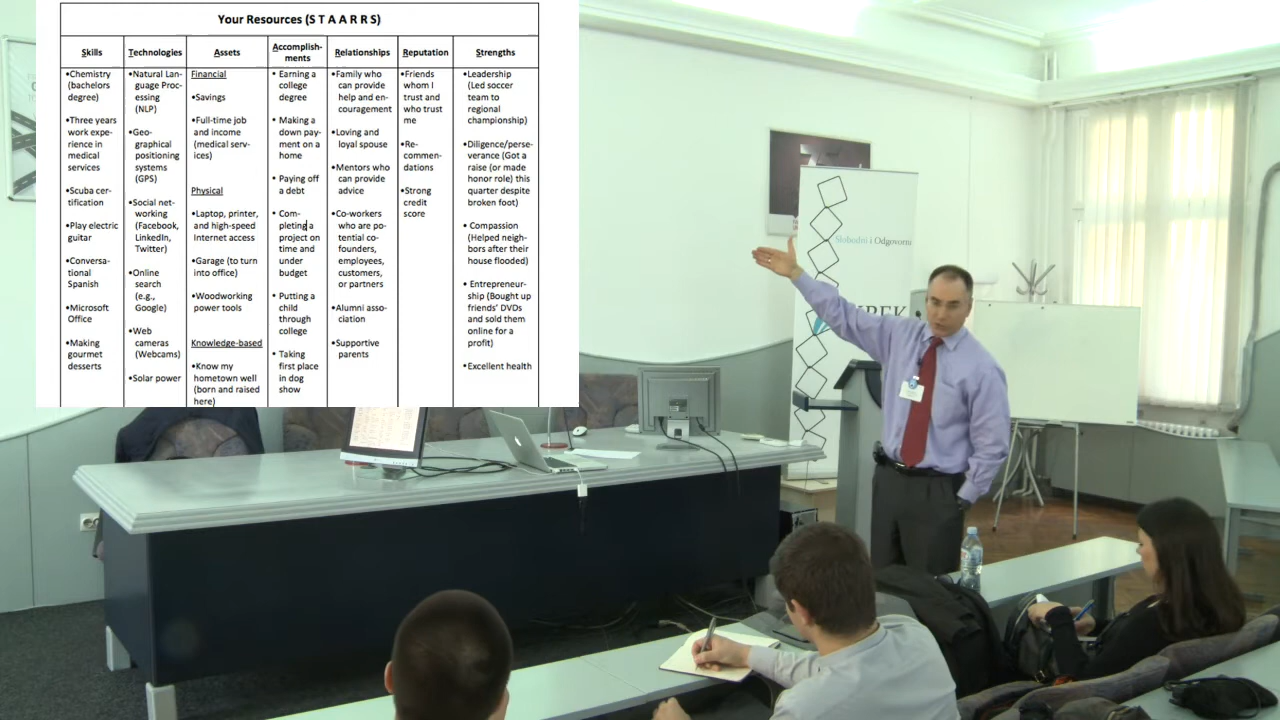 Your Resources (S T A A R R S)
Skills
Technologies
Assets
Accomplish-
ments
Relationships
Reputation
Strengths
•Chemistry
(bachelors
degree)
•Three years
work expe-
rience in
medical
services
•Scuba cer-
tification
•Play electric
guitar
•Conversa-
tional
Spanish
•Microsoft
Office
•Making
gourmet
desserts
•Natural Lan-
guage Proc-
essing
(NLP)
•Geo-
graphical
positioning
systems
(GPS)
•Social net-
working
(Facebook,
LinkedIn,
Twitter)
•Online
search
(e.g.,
Google)
•Web
cameras
(Webcams)
•Solar power
Financial
•Savings
•Full-time job
and income
(medical serv-
ices)
Physical
•Laptop, printer,
and high-speed
Internet access
•Garage (to turn
into office)
•Woodworking
power tools
Knowledge-based
•Know my
hometown well
(born and raised
here)
• Earning a
college
degree
• Making a
down pay-
ment on a
home
• Paying off
a debt
• Com-
pleting a
project on
time and
under
budget
• Putting a
child
through
college
• Taking
first place
in dog
show
•Family who
can provide
help and en-
couragement
•Loving and
loyal spouse
•Mentors who
can provide
advice
•Co-workers
who are po-
tential co-
founders,
employees,
customers,
or partners
•Alumni asso-
ciation
•Supportive
parents
•Friends
whom I
trust and
who trust
me
•Re-
commen-
dations
•Strong
credit
score
•Leadership
(Led soccer
team to
regional
championship)
•Diligence/perse-
verance (Got a
raise (or made
honor role) this
quarter despite
broken foot)
• Compassion
(Helped neigh-
bors after their
house flooded)
• Entrepreneur-
ship (Bought up
friends' DVDs
and sold them
online for a
profit)
•Excellent health
Slobodni i Odgovorni